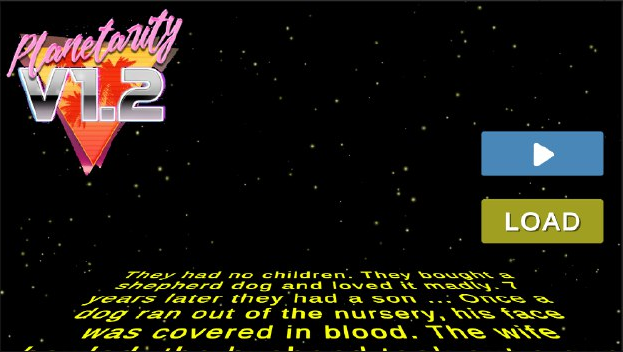 Planetarity
V1.2
LOAD
They had no children. They bought a
shepherd dog and loved it madly. 7
years later they had a son ... Once a
dog ran out of the nursery, his face
was covered in blood. The wife